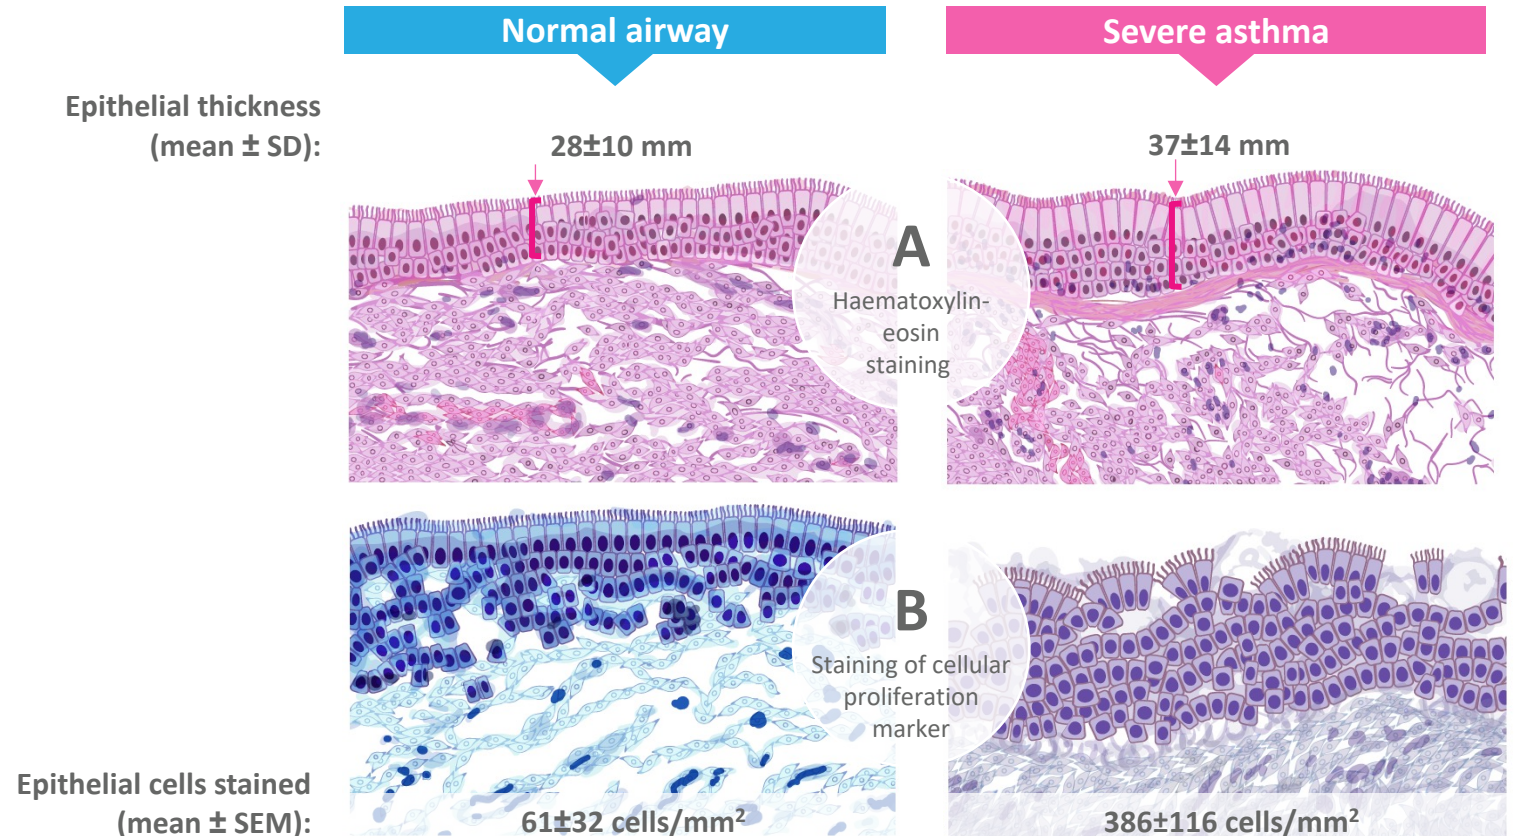 Normal airway
Severe asthma
Epithelial thickness
(mean ± SD):
28±10 mm
37±14 mm
A
Haematoxylin-
eosin
staining
B
Staining of cellular
proliferation
marker
Epithelial cells stained
(mean ± SEM):
61±32 cells/mm²
386±116 cells/mm²